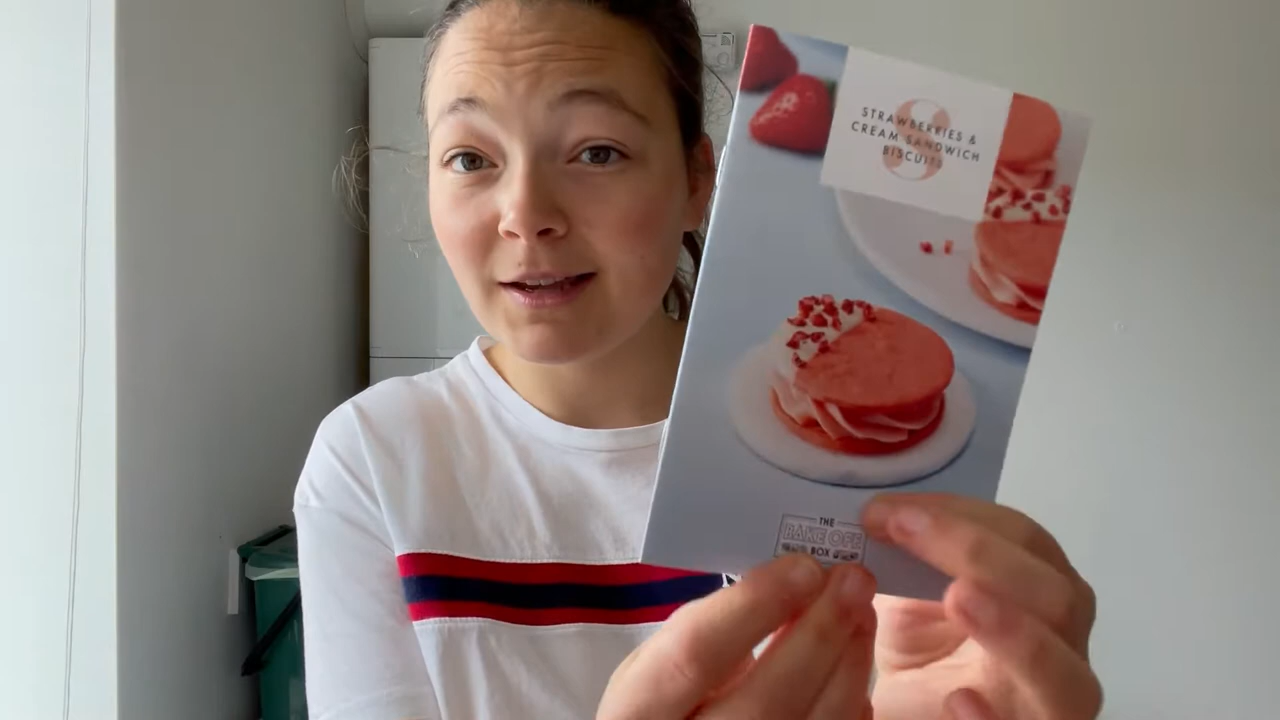 STRAWBERRIES &
CREAM SANDWICH
BISCUITS
THE
BAKE OFF
BOX